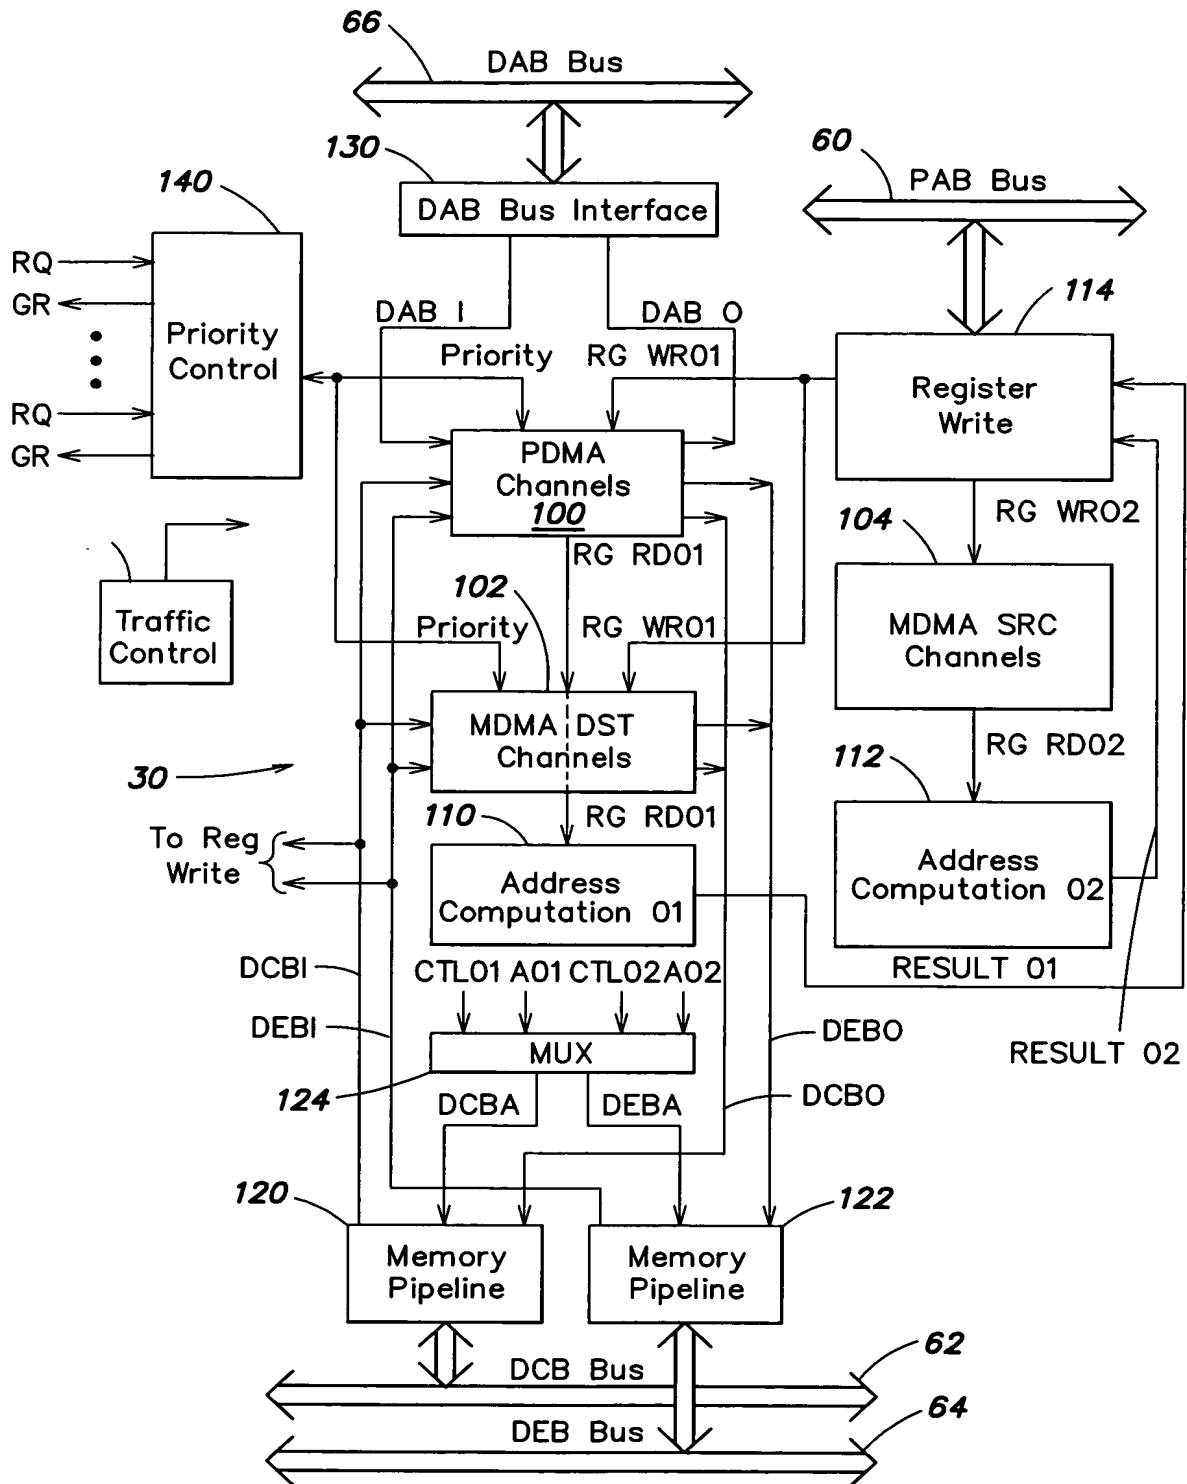 66
DAB Bus
130
DAB Bus Interface
60
PAB Bus
140
RQ
GR
Priority
Control
RQ
GR
DAB I
DAB O
Priority
RG WR01
114
Register
Write
PDMA
Channels
100
RG WR02
104
RG RD01
102
Traffic
Control
Priority
RG WR01
MDMA SRC
Channels
MDMA DST
Channels
RG RD02
112
30
110
RG RD01
To Reg
Write
Address
Computation 01
Address
Computation 02
DCBI
CTL01
A01
CTL02
A02
RESULT 01
DEBI
MUX
DEBO
RESULT 02
124
DCBA
DEBA
DCBO
120
122
Memory
Pipeline
Memory
Pipeline
DCB Bus
62
DEB Bus
64